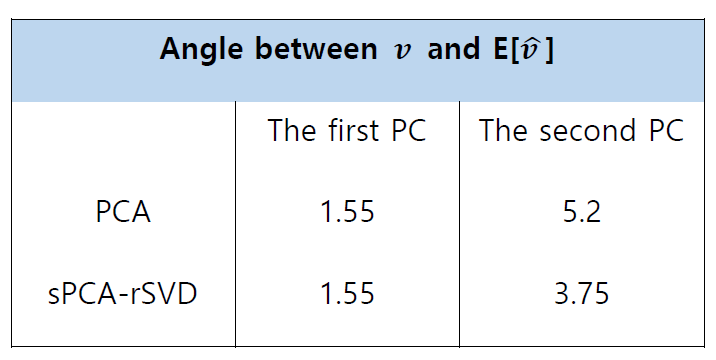 Angle between v and E[v̂]
The first PC The second PC
PCA 1.55 5.2
sPCA-rSVD 1.55 3.75